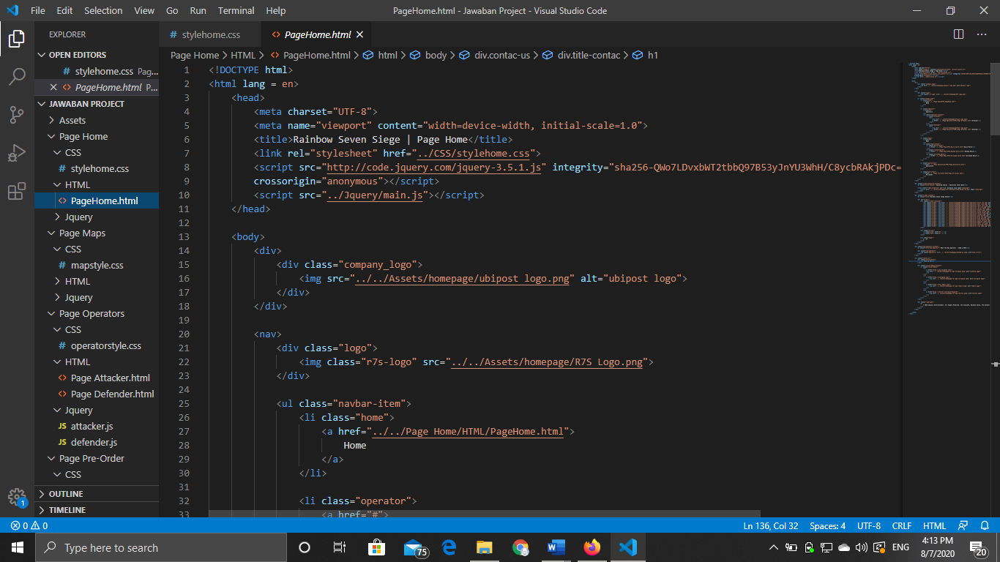 File Edit Selection View Go Run Terminal Help PageHome.html - Jawaban Project - Visual Studio Code
EXPLORER
OPEN EDITORS
# stylehome.css Pag...
<> PageHome.html P...
JAWABAN PROJECT
Assets
Page Home
CSS
# stylehome.css
HTML
<> PageHome.html
Jquery
Page Maps
CSS
# mapstyle.css
HTML
Jquery
Page Operators
CSS
# operatorstyle.css
HTML
<> Page Attacker.html
<> Page Defender.html
Jquery
JS attacker.js
JS defender.js
Page Pre-Order
CSS
OUTLINE
TIMELINE
1
# stylehome.css <> PageHome.html
Page Home > HTML > <> PageHome.html > html > body > div.contac-us > div.title-contac > h1
1 <!DOCTYPE html>
2 <html lang = en>
3 <head>
4 <meta charset="UTF-8">
5 <meta name="viewport" content="width=device-width, initial-scale=1.0">
6 <title>Rainbow Seven Siege | Page Home</title>
7 <link rel="stylesheet" href="../CSS/stylehome.css">
8 <script src="http://code.jquery.com/jquery-3.5.1.js" integrity="sha256-QWo7LDvxbWT2tbbQ97B53yJnYU3WhH/C8ycbRAkjPDc=
9 crossorigin="anonymous"></script>
10 <script src="../Jquery/main.js"></script>
11 </head>
12
13 <body>
14 <div>
15 <div class="company_logo">
16 <img src="../../Assets/homepage/ubipost logo.png" alt="ubipost logo">
17 </div>
18 </div>
19
20 <nav>
21 <div class="logo">
22 <img class="r7s-logo" src="../../Assets/homepage/R7S Logo.png">
23 </div>
24
25 <ul class="navbar-item">
26 <li class="home">
27 <a href="../../Page Home/HTML/PageHome.html">
28 Home
29 </a>
30 </li>
31
32 <li class="operator">
33 <a href="#">
0 0 Ln 136, Col 32 Spaces: 4 UTF-8 CRLF HTML
Type here to search 75 ENG 4:13 PM 8/7/2020 20